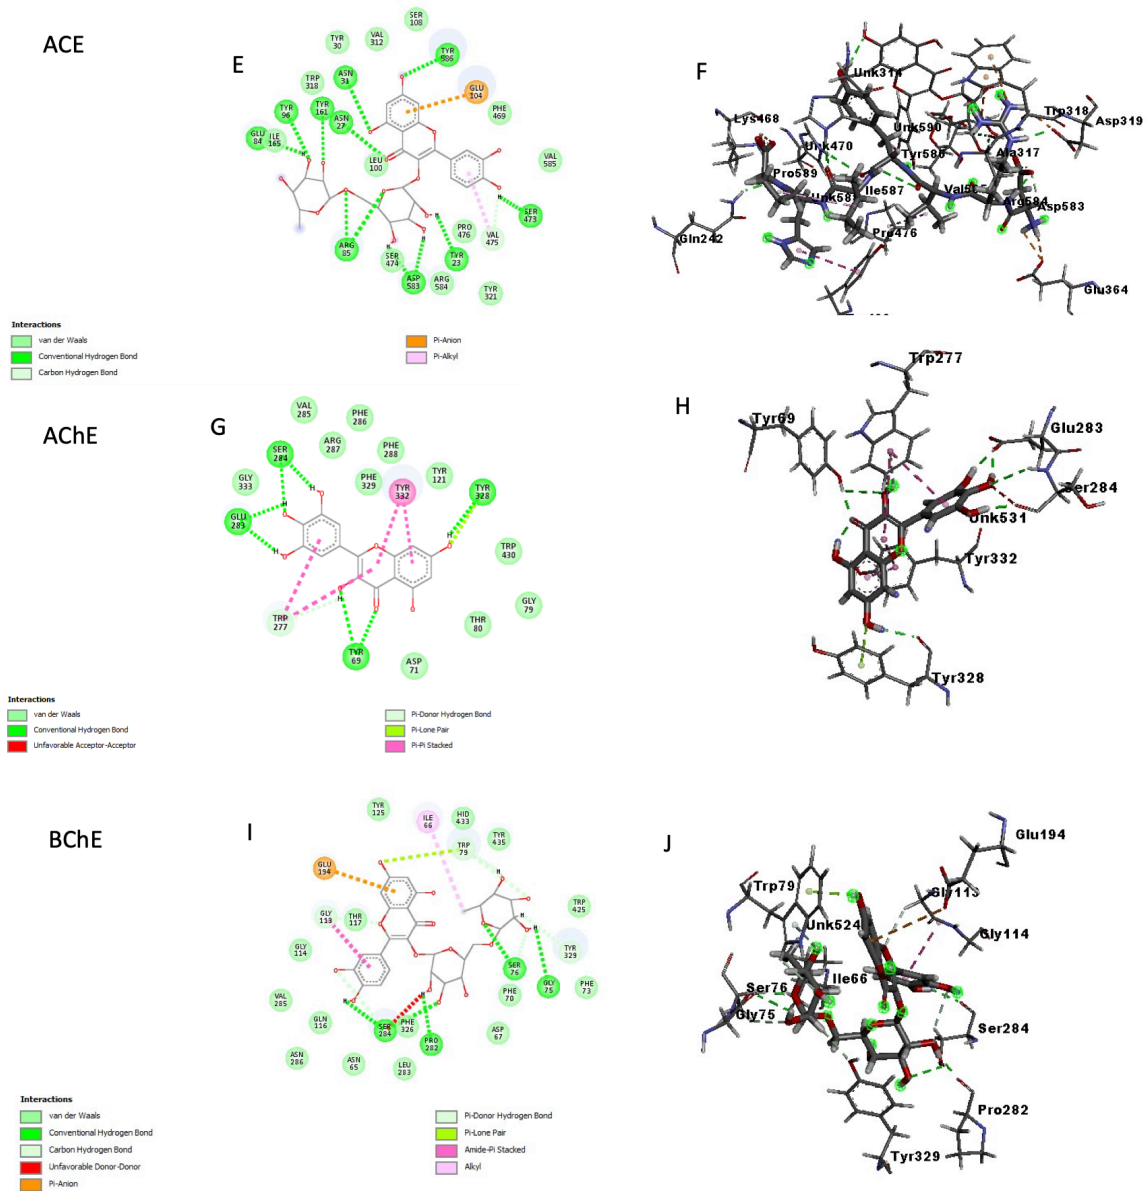 ACE
E
SER
108
TYR
30
VAL
312
TYR
586
ASN
31
TRP
318
GLU
104
TYR
96
TYR
161
PHE
469
ASN
27
GLU
84
ILE
165
LEU
100
VAL
585
SER
473
ARG
85
PRO
476
VAL
475
SER
474
TYR
23
ASP
583
ARG
584
TYR
321
H
H
H
H
H
Interactions
van der Waals
Conventional Hydrogen Bond
Carbon Hydrogen Bond
Pi-Anion
Pi-Alkyl
F
Unk314
Trp318
Asp319
Lys468
Unk590
Unk470
Tyr586
Ala317
Pro589
Ile587
Arg584
Asp583
Pro476
Gln242
Glu364
AChE
G
VAL
285
PHE
286
SER
284
ARG
287
PHE
288
GLY
333
PHE
329
TYR
332
TYR
121
TYR
328
GLU
283
TRP
430
GLY
79
TRP
277
THR
80
TYR
69
ASP
71
H
H
H
H
H
Interactions
van der Waals
Conventional Hydrogen Bond
Unfavorable Acceptor-Acceptor
Pi-Donor Hydrogen Bond
Pi-Lone Pair
Pi-Pi Stacked
H
Trp277
Tyr69
Glu283
Ser284
Unk531
Tyr332
Tyr328
BChE
I
TYR
125
ILE
66
HID
433
TYR
435
TRP
79
GLU
194
GLY
113
THR
117
TRP
425
GLY
114
TYR
329
SER
76
GLY
75
PHE
73
PHE
70
VAL
285
GLN
116
SER
284
PHE
326
PRO
282
ASP
67
ASN
286
ASN
65
LEU
283
H
H
H
H
Interactions
van der Waals
Conventional Hydrogen Bond
Carbon Hydrogen Bond
Unfavorable Donor-Donor
Pi-Anion
Pi-Donor Hydrogen Bond
Pi-Lone Pair
Amide-Pi Stacked
Alkyl
J
Glu194
Trp79
Gly113
Unk524
Gly114
Ile66
Ser76
Gly75
Ser284
Pro282
Tyr329